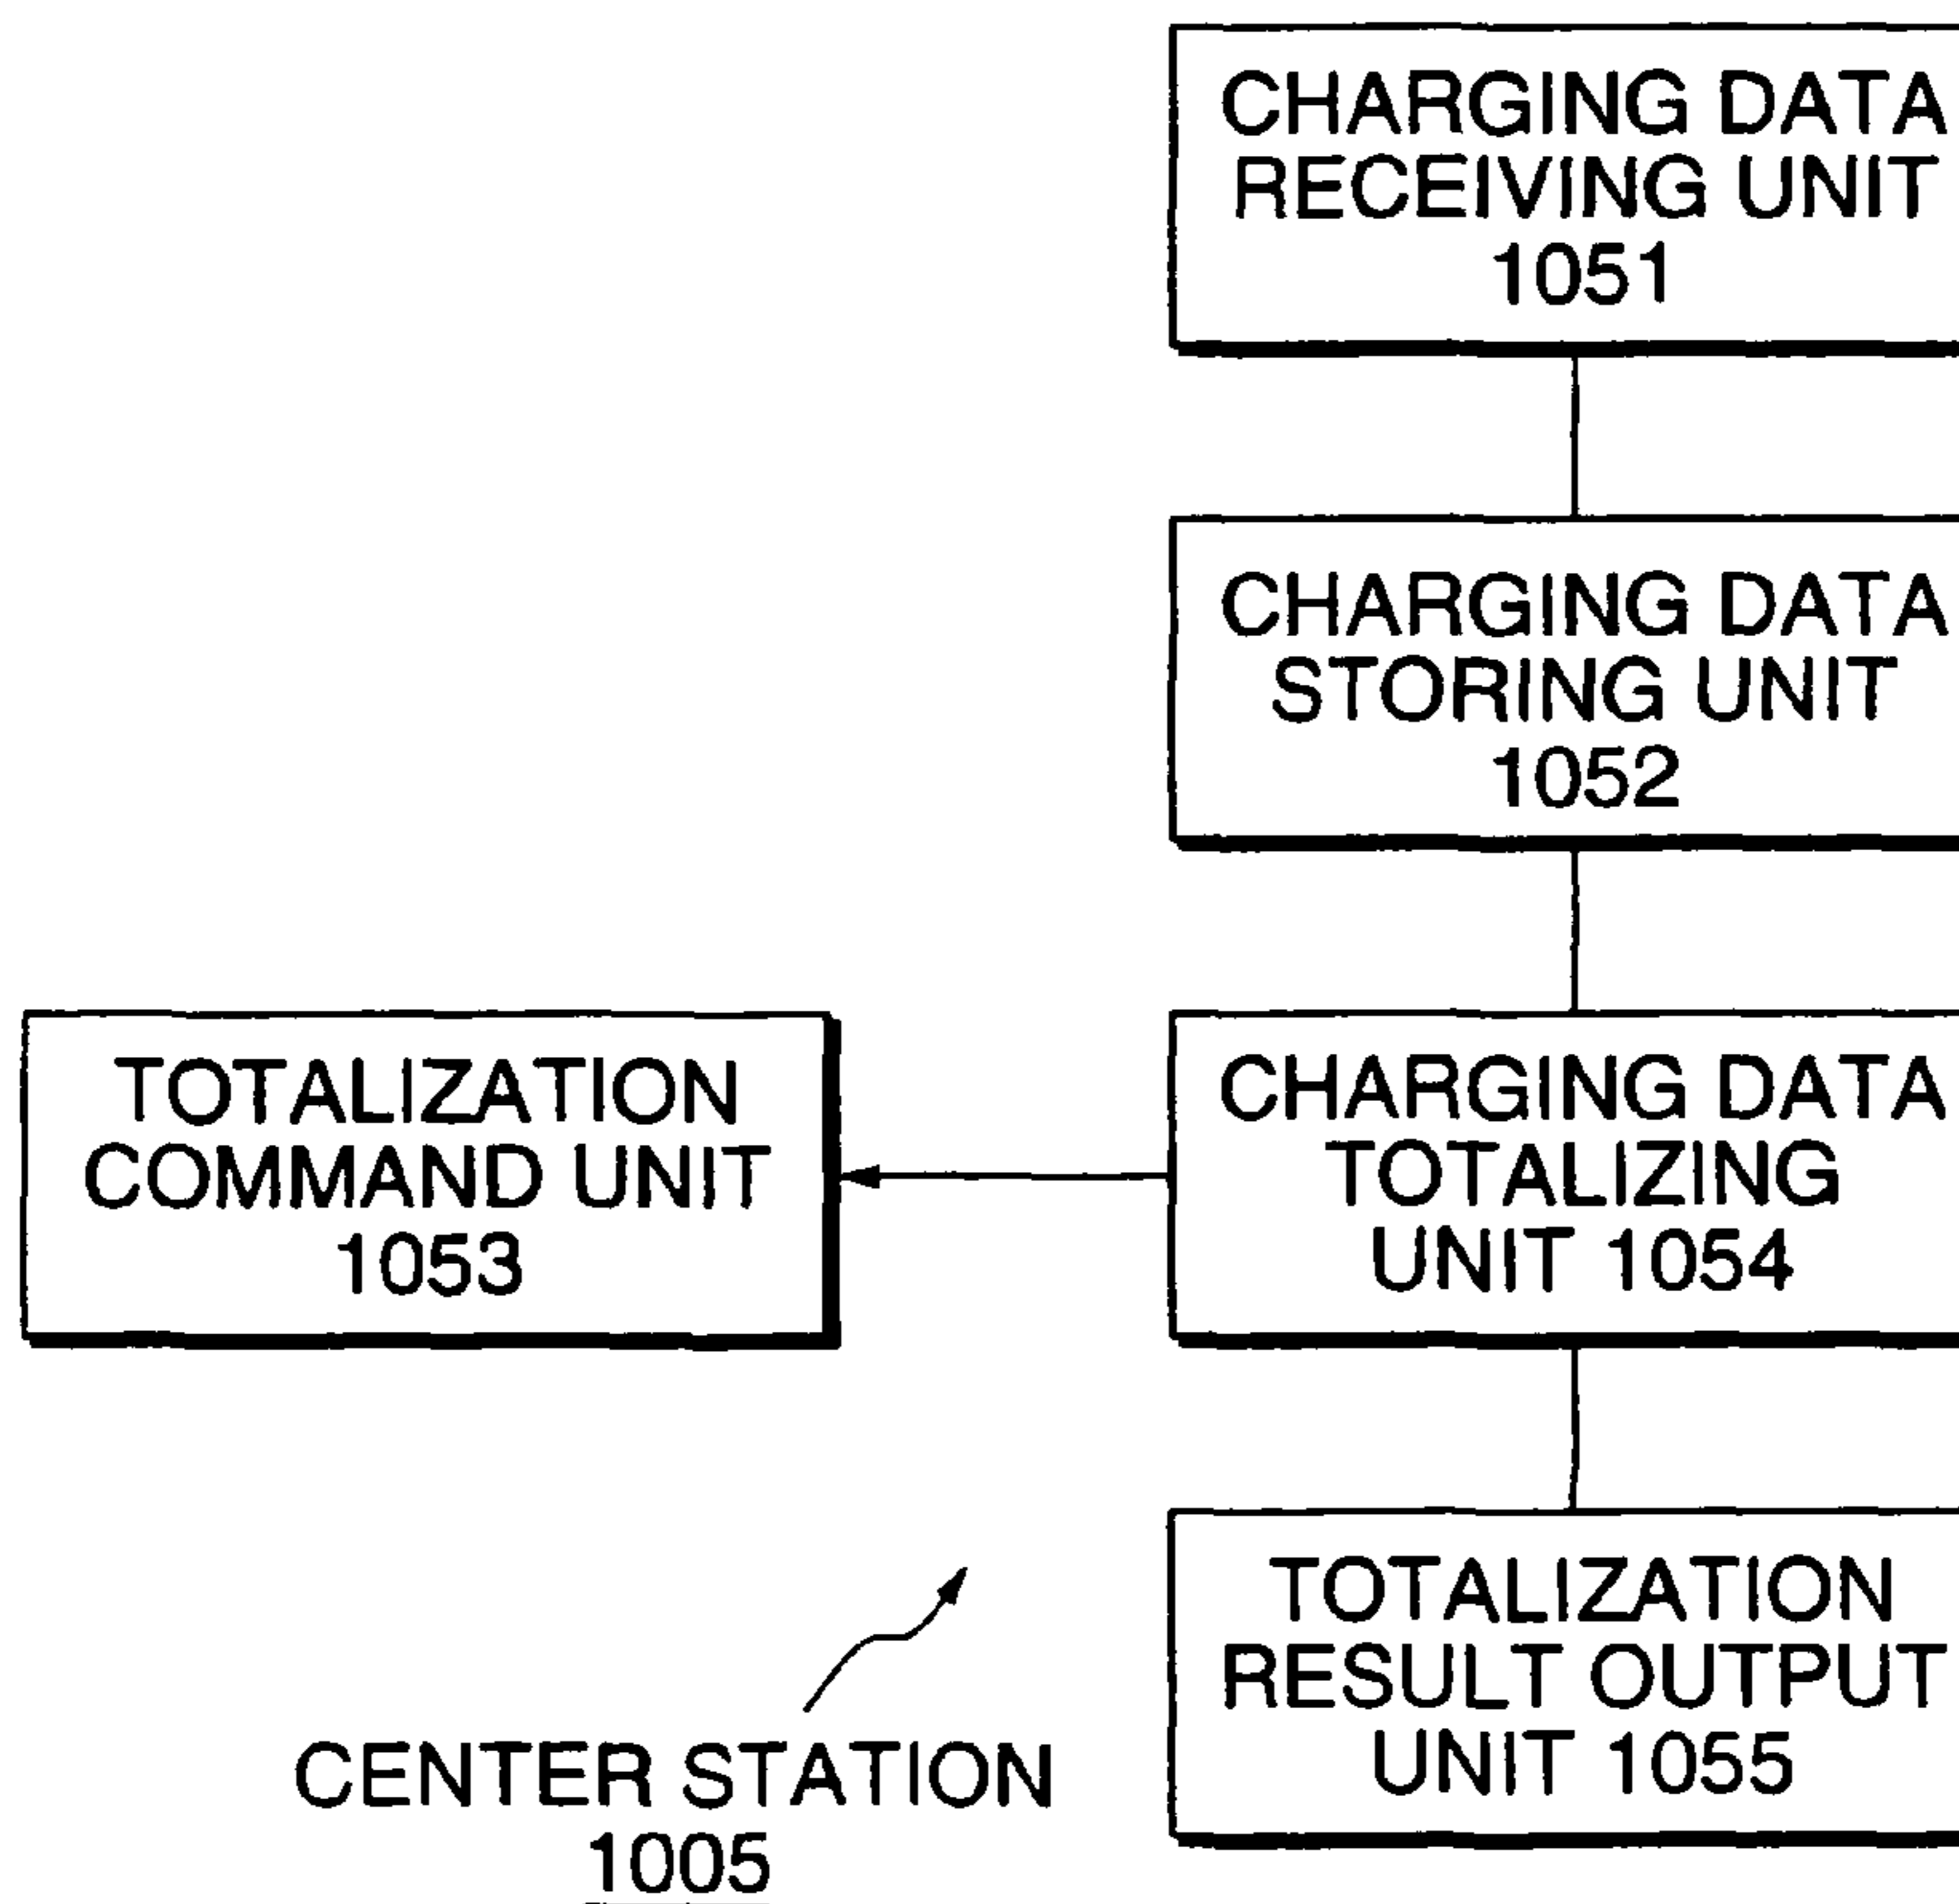 CHARGING DATA
RECEIVING UNIT
1051
CHARGING DATA
STORING UNIT
1052
TOTALIZATION
COMMAND UNIT
1053
CHARGING DATA
TOTALIZING
UNIT 1054
TOTALIZATION
RESULT OUTPUT
UNIT 1055
CENTER STATION
1005